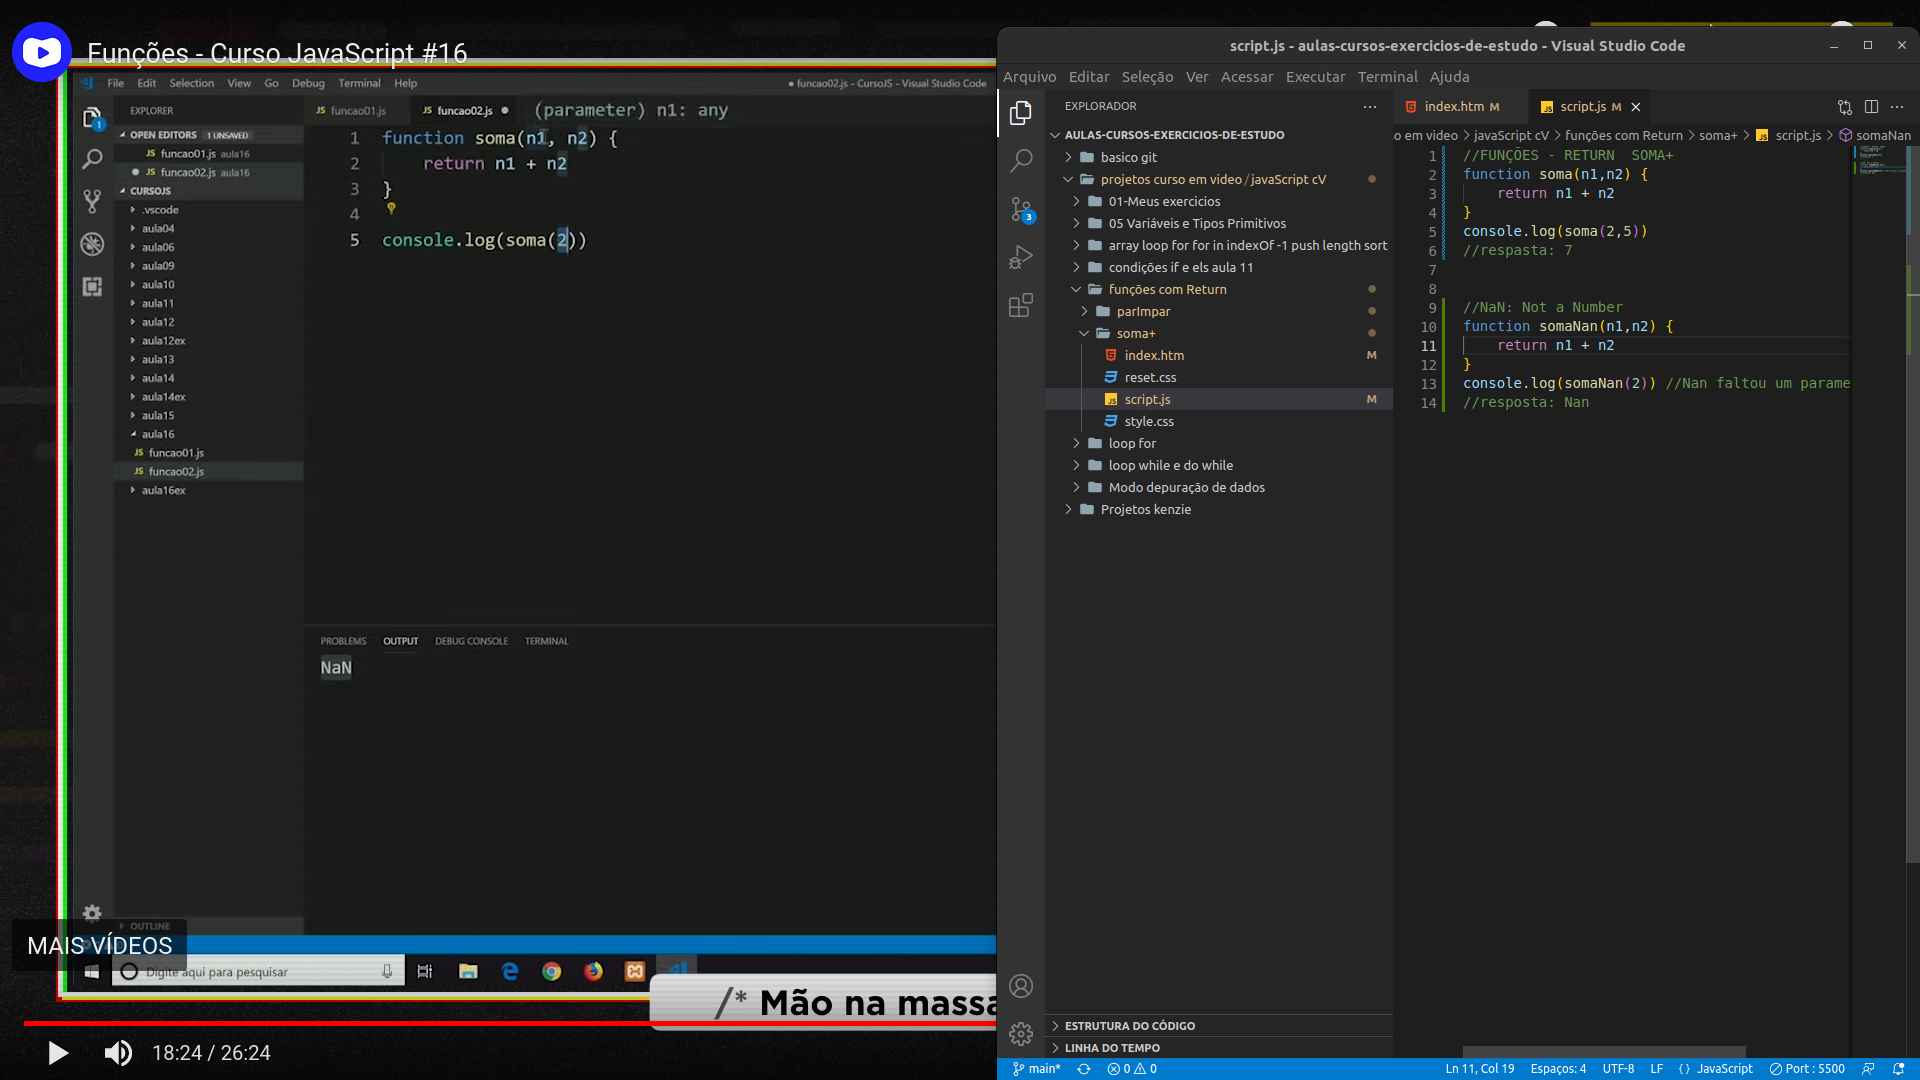 Funções - Curso JavaScript #16
File Edit Selection View Go Debug Terminal Help
● funcao02.js - CursoJS - Visual Studio Code
EXPLORER
OPEN EDITORS 1 UNSAVED
JS funcao01.js aula16
● JS funcao02.js aula16
CURSOJS
.vscode
aula04
aula06
aula09
aula10
aula11
aula12
aula12ex
aula13
aula14
aula14ex
aula15
aula16
JS funcao01.js
JS funcao02.js
aula16ex
OUTLINE
1
JS funcao01.js
JS funcao02.js ●
(parameter) n1: any
1 function soma(n1, n2) {
2 return n1 + n2
3 }
4
5 console.log(soma(2))
PROBLEMS OUTPUT DEBUG CONSOLE TERMINAL
NaN
MAIS VÍDEOS
Digite aqui para pesquisar
/* Mão na massa
18:24 / 26:24
script.js - aulas-cursos-exercicios-de-estudo - Visual Studio Code
Arquivo Editar Seleção Ver Acessar Executar Terminal Ajuda
EXPLORADOR
3
AULAS-CURSOS-EXERCICIOS-DE-ESTUDO
basico git
projetos curso em video / javaScript cV
01-Meus exercicios
05 Variáveis e Tipos Primitivos
array loop for for in indexOf -1 push length sort
condições if e els aula 11
funções com Return
parImpar
soma+
index.htm M
reset.css
script.js M
style.css
loop for
loop while e do while
Modo depuração de dados
Projetos kenzie
ESTRUTURA DO CÓDIGO
LINHA DO TEMPO
index.htm M
JS script.js M
o em video > javaScript cV > funções com Return > soma+ > JS script.js > somaNan
1 //FUNÇÕES - RETURN  SOMA+
2 function soma(n1,n2) {
3 return n1 + n2
4 }
5 console.log(soma(2,5))
6 //respasta: 7
7
8
9 //NaN: Not a Number
10 function somaNan(n1,n2) {
11 return n1 + n2
12 }
13 console.log(somaNan(2)) //Nan faltou um parame
14 //resposta: Nan
main* 0 0
Ln 11, Col 19 Espaços: 4 UTF-8 LF {} JavaScript Port : 5500